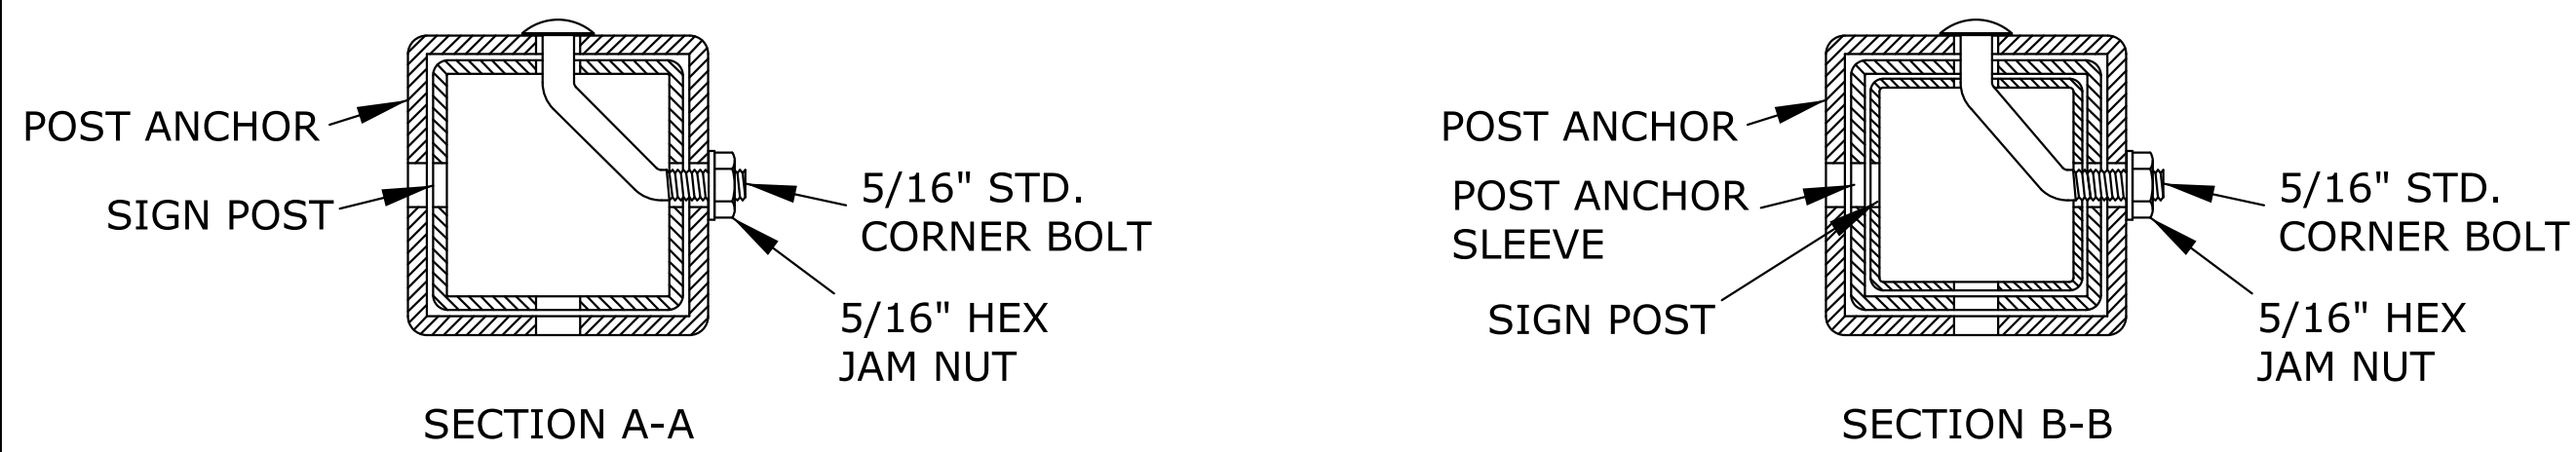 POST ANCHOR
SIGN POST
5/16" STD.
CORNER BOLT
5/16" HEX
JAM NUT
SECTION A-A
POST ANCHOR
POST ANCHOR
SLEEVE
SIGN POST
5/16" STD.
CORNER BOLT
5/16" HEX
JAM NUT
SECTION B-B